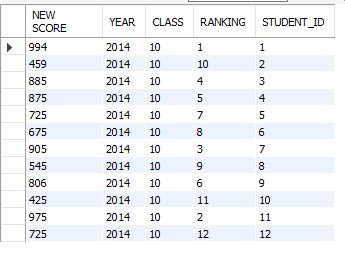 NEW SCORE YEAR CLASS RANKING STUDENT_ID
994 2014 10 1 1
459 2014 10 10 2
885 2014 10 4 3
875 2014 10 5 4
725 2014 10 7 5
675 2014 10 8 6
905 2014 10 3 7
545 2014 10 9 8
806 2014 10 6 9
425 2014 10 11 10
975 2014 10 2 11
725 2014 10 12 12